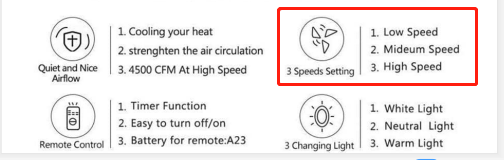 1. Cooling your heat
2. strenghten the air circulation
3. 4500 CFM At High Speed
Quiet and Nice
Airflow
1. Low Speed
2. Mideum Speed
3. High Speed
3 Speeds Setting
1. Timer Function
2. Easy to turn off/on
3. Battery for remote:A23
Remote Control
1. White Light
2. Neutral Light
3. Warm Light
3 Changing Light